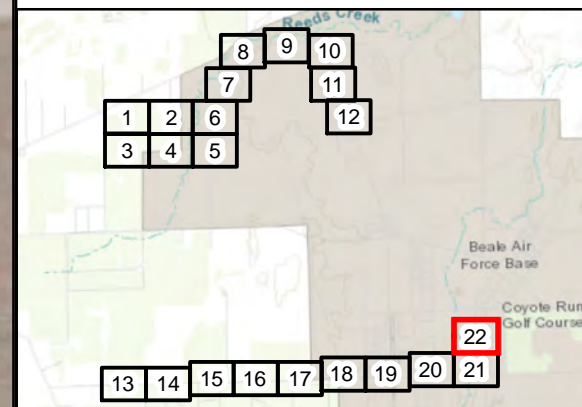 Reeds Creek
8 9 10
7 11
1 2 6 12
3 4 5
Beale Air
Force Base
Coyote Run
Golf Course
22
13 14 15 16 17 18 19 20 21